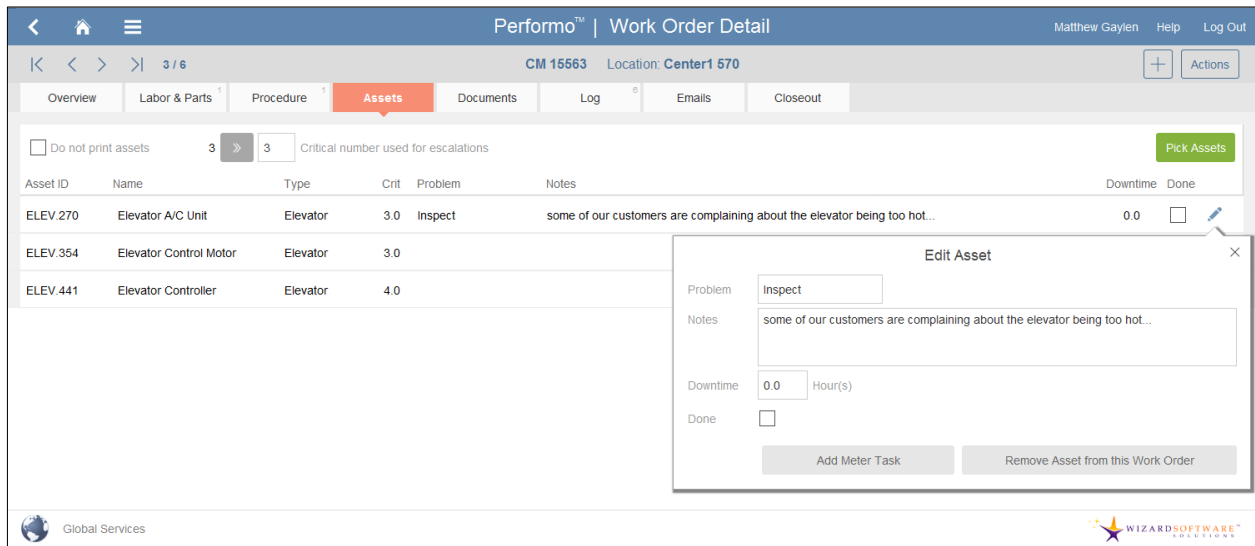 Performo™ | Work Order Detail
Matthew Gaylen Help Log Out
3 / 6
CM 15563 Location: Center1 570
Actions
Overview
Labor & Parts 1
Procedure 1
Assets
Documents
Log 6
Emails
Closeout
Do not print assets
3 » 3 Critical number used for escalations
Pick Assets
Asset ID Name Type Crit Problem Notes Downtime Done
ELEV.270 Elevator A/C Unit Elevator 3.0 Inspect some of our customers are complaining about the elevator being too hot... 0.0
ELEV.354 Elevator Control Motor Elevator 3.0
ELEV.441 Elevator Controller Elevator 4.0
Edit Asset
Problem Inspect
Notes some of our customers are complaining about the elevator being too hot...
Downtime 0.0 Hour(s)
Done
Add Meter Task Remove Asset from this Work Order
Global Services
WIZARDSOFTWARE™
SOLUTIONS